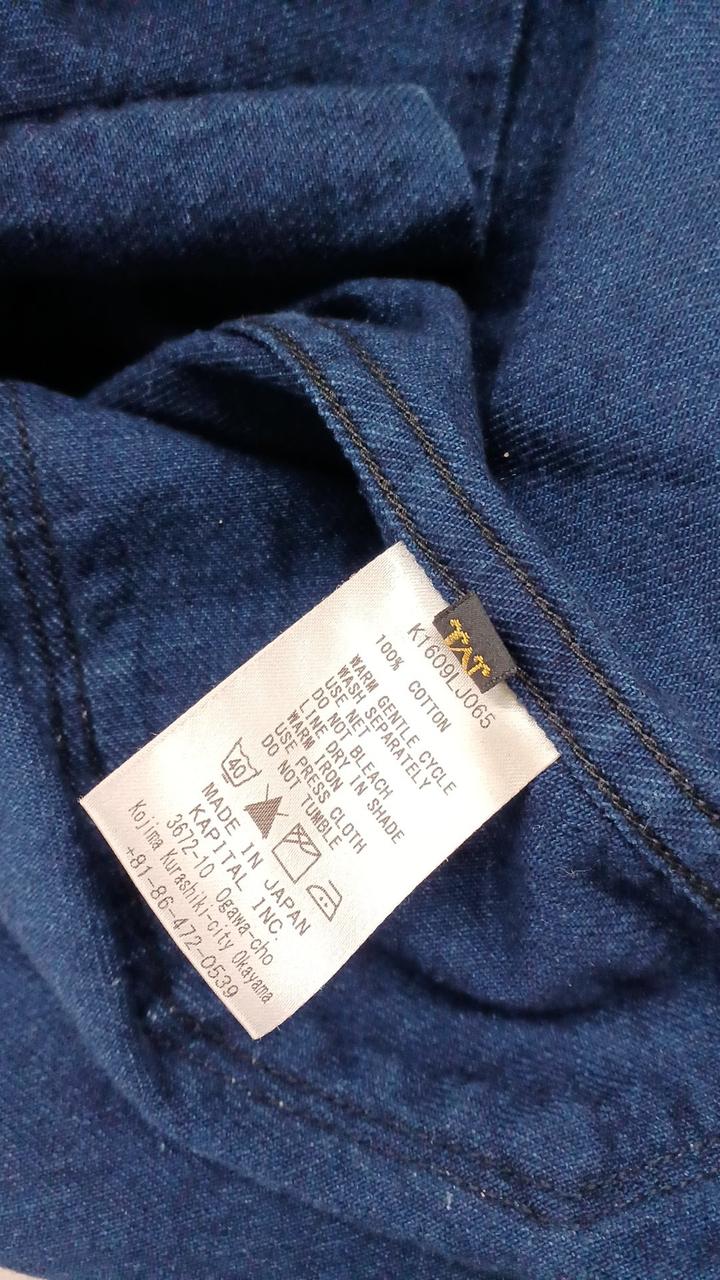 K1609LJ065
100% COTTON
WARM GENTLE CYCLE
WASH SEPARATELY
USE NET
DO NOT BLEACH
LINE DRY IN SHADE
WARM IRON
USE PRESS CLOTH
DO NOT TUMBLE
40
MADE IN JAPAN
KAPITAL INC.
3672-10 Ogawa-cho
Kojima Kurashiki-city Okayama
+81-86-472-0539